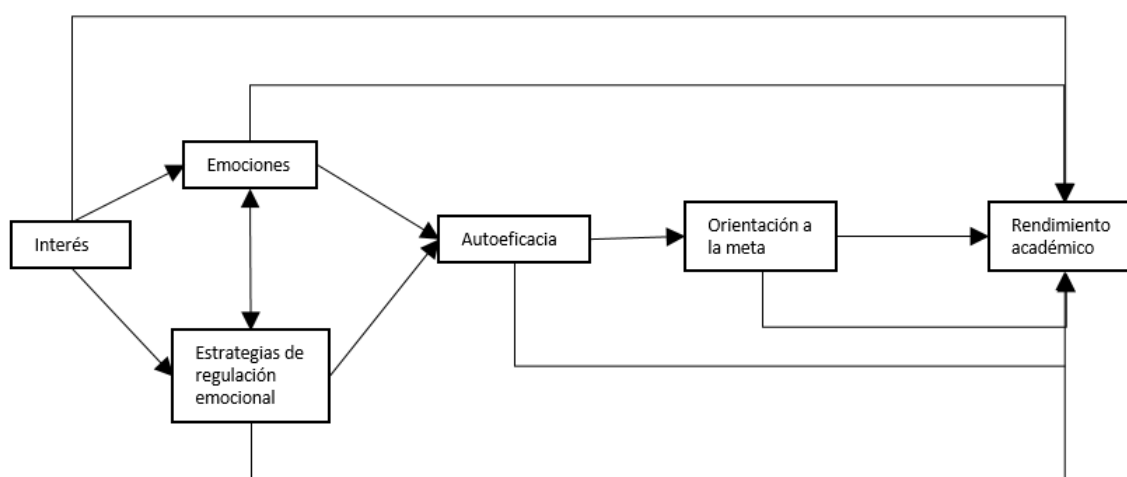 Emociones
Interés
Estrategias de
regulación
emocional
Autoeficacia
Orientación a
la meta
Rendimiento
académico